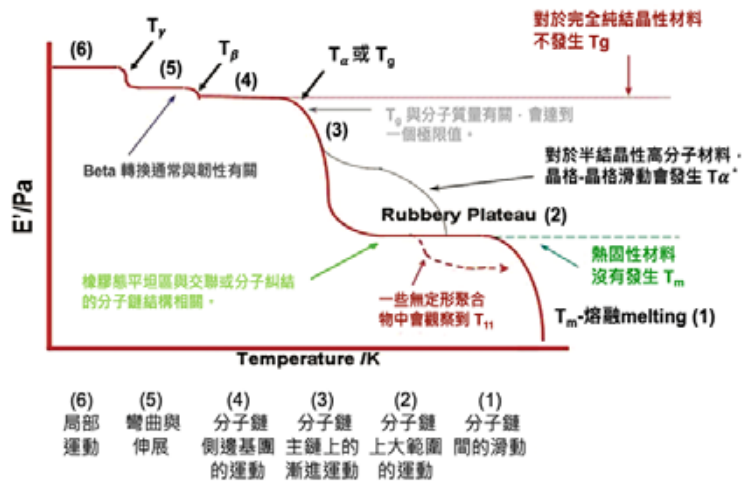 對於完全純結晶性材料
不發生 Tg
(6)
Tγ
(5)
Tβ
(4)
Tα 或 Tg
(3)
Tg 與分子質量有關，會達到
一個極限值。
Beta 轉換通常與韌性有關
對於半結晶性高分子材料，
晶格-晶格滑動會發生 Tα*
E'/Pa
Rubbery Plateau (2)
橡膠態平坦區與交聯或分子糾結
的分子鏈結構相關。
一些無定形聚合
物中會觀察到 T11
熱固性材料
沒有發生 Tm
Tm-熔融melting (1)
Temperature /K
(6)
局部
運動
(5)
彎曲與
伸展
(4)
分子鏈
側邊基團
的運動
(3)
分子鏈
主鏈上的
漸進運動
(2)
分子鏈
上大範圍
的運動
(1)
分子鏈
間的滑動